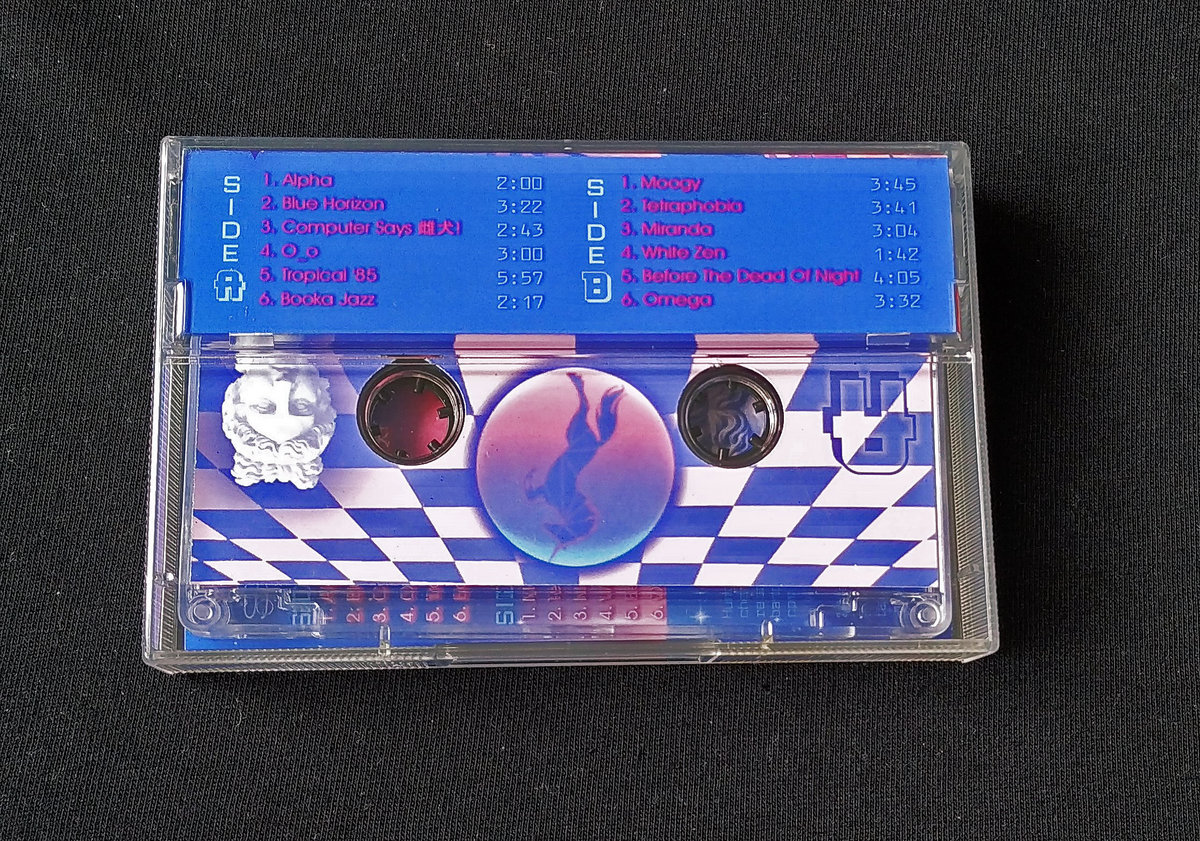 SIDE A
1. Alpha 2:00
2. Blue Horizon 3:22
3. Computer Says 雌犬! 2:43
4. O_o 3:00
5. Tropical '85 5:57
6. Booka Jazz 2:17
SIDE B
1. Moogy 3:45
2. Tetraphobia 3:41
3. Miranda 3:04
4. White Zen 1:42
5. Before The Dead Of Night 4:05
6. Omega 3:32
B